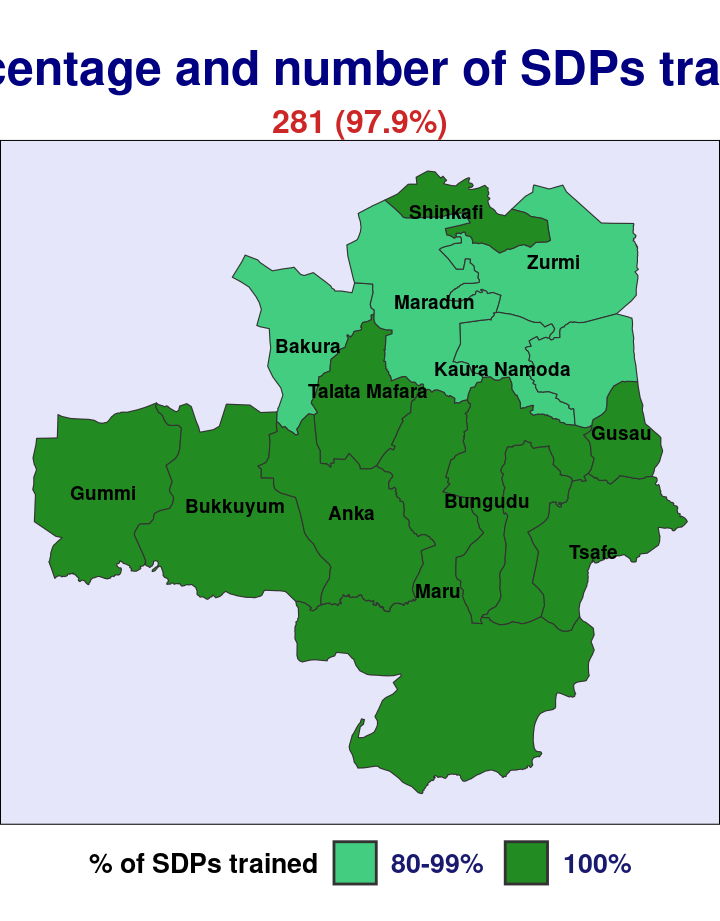 centage and number of SDPs tra
281 (97.9%)
Shinkafi
Zurmi
Maradun
Bakura
Kaura Namoda
Talata Mafara
Gusau
Gummi
Bukkuyum
Anka
Bungudu
Tsafe
Maru
% of SDPs trained 80-99% 100%